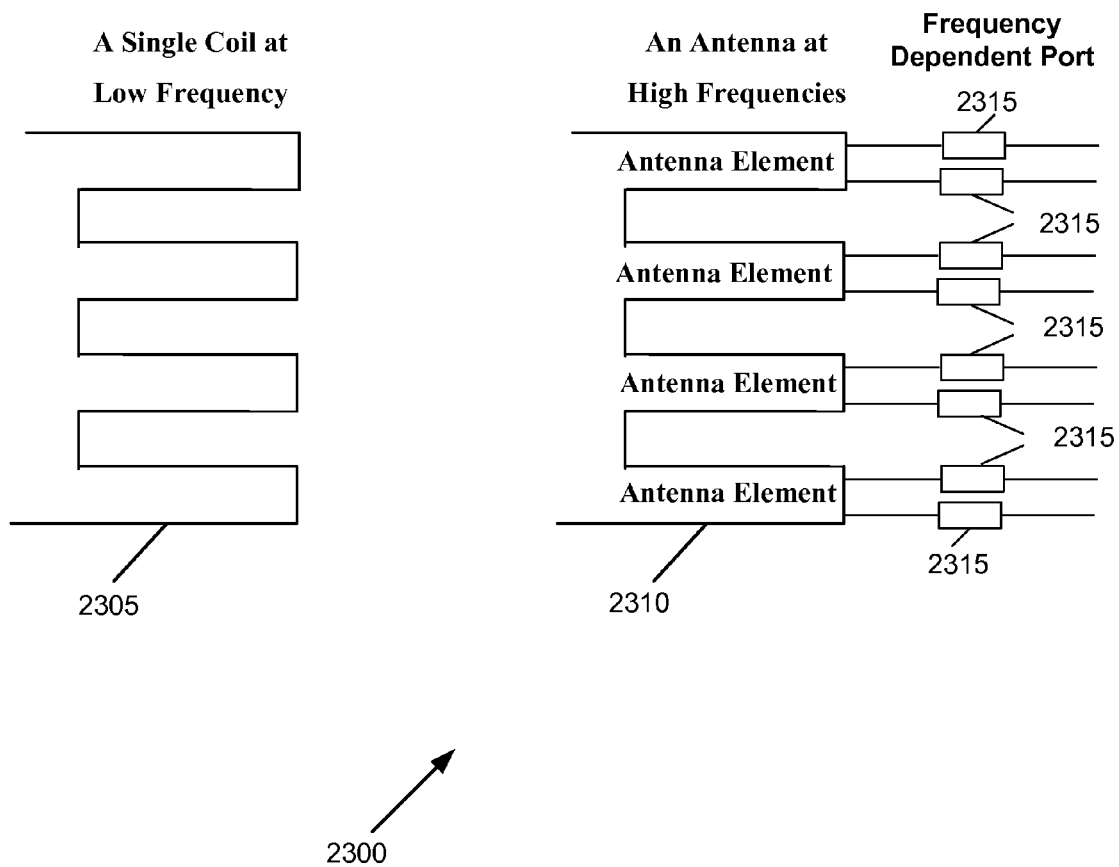 A Single Coil at
Low Frequency
An Antenna at
High Frequencies
Frequency
Dependent Port
2315
Antenna Element
2315
Antenna Element
2315
Antenna Element
2315
Antenna Element
2315
2305
2310
2300